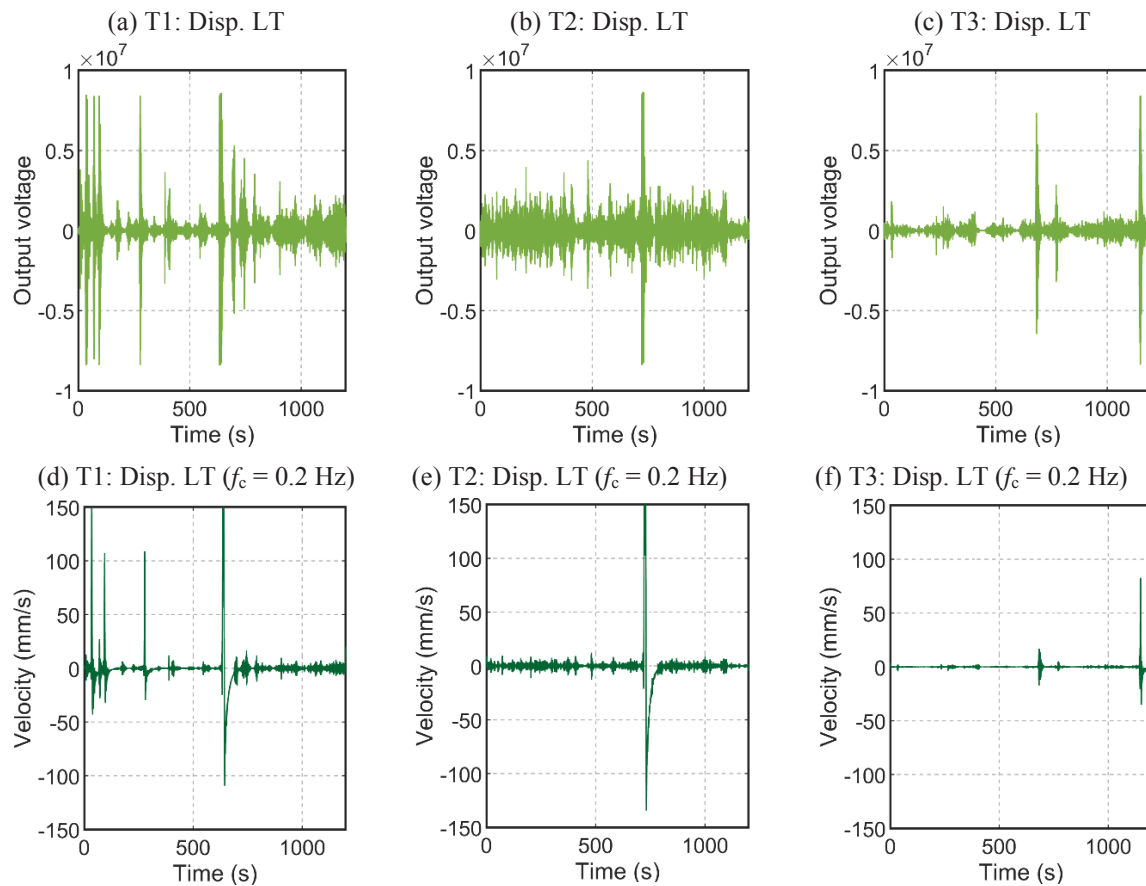 (a) T1: Disp. LT
×10⁷
1
0.5
0
-0.5
-1
Output voltage
0 500 1000
Time (s)
(b) T2: Disp. LT
×10⁷
1
0.5
0
-0.5
-1
Output voltage
0 500 1000
Time (s)
(c) T3: Disp. LT
×10⁷
1
0.5
0
-0.5
-1
Output voltage
0 500 1000
Time (s)
(d) T1: Disp. LT (fc = 0.2 Hz)
150
100
50
0
-50
-100
-150
Velocity (mm/s)
0 500 1000
Time (s)
(e) T2: Disp. LT (fc = 0.2 Hz)
150
100
50
0
-50
-100
-150
Velocity (mm/s)
0 500 1000
Time (s)
(f) T3: Disp. LT (fc = 0.2 Hz)
150
100
50
0
-50
-100
-150
Velocity (mm/s)
0 500 1000
Time (s)